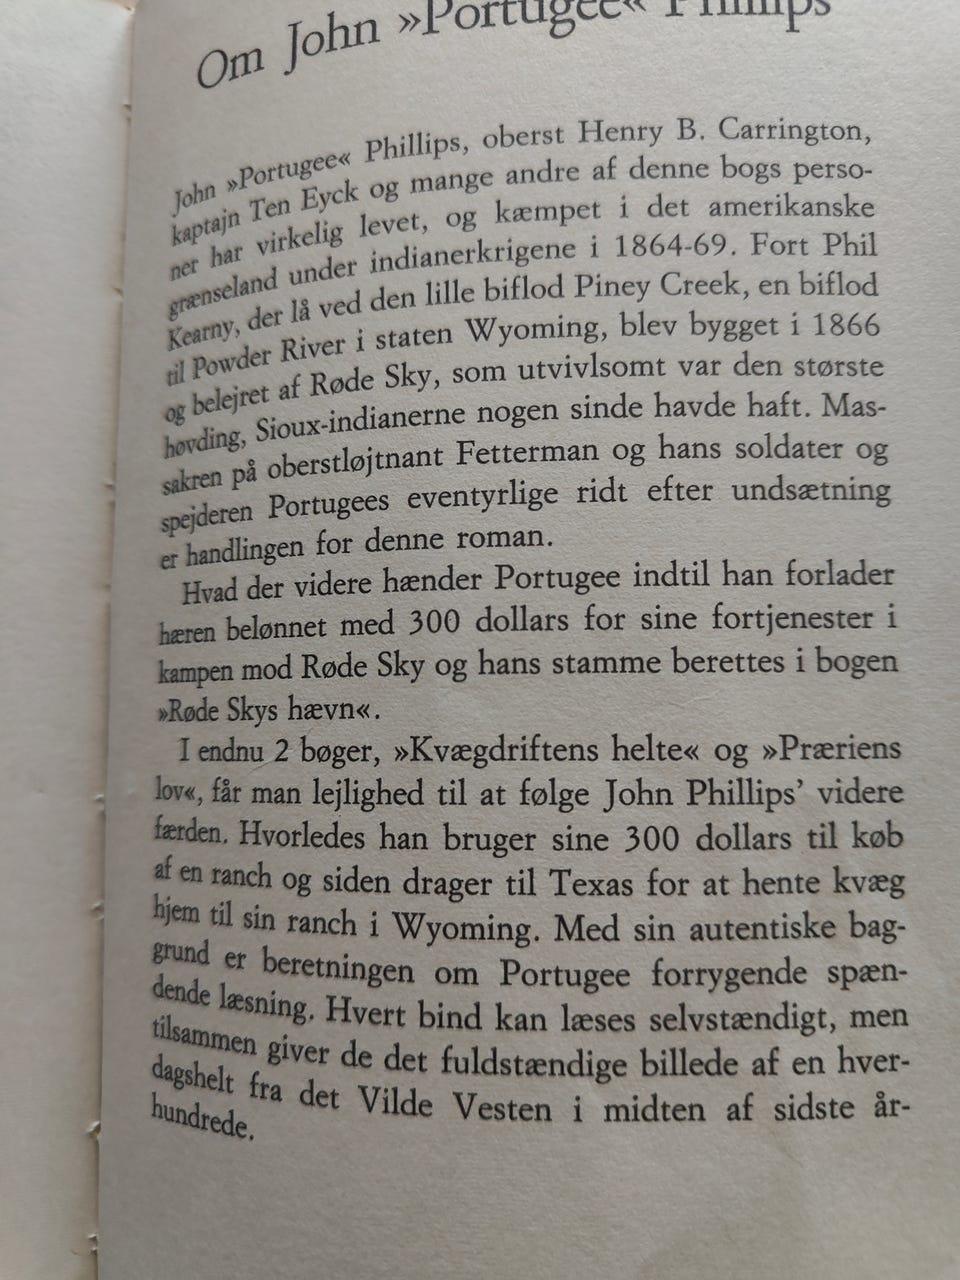 Om John »Portugee« Phillips
John »Portugee« Phillips, oberst Henry B. Carrington,
kaptajn Ten Eyck og mange andre af denne bogs perso-
ner har virkelig levet, og kæmpet i det amerikanske
grænseland under indianerkrigene i 1864-69. Fort Phil
Kearny, der lå ved den lille biflod Piney Creek, en biflod
til Powder River i staten Wyoming, blev bygget i 1866
og belejret af Røde Sky, som utvivlsomt var den største
høvding, Sioux-indianerne nogen sinde havde haft. Mas-
sakren på oberstløjtnant Fetterman og hans soldater og
spejderen Portugees eventyrlige ridt efter undsætning
er handlingen for denne roman.
Hvad der videre hænder Portugee indtil han forlader
hæren belønnet med 300 dollars for sine fortjenester i
kampen mod Røde Sky og hans stamme berettes i bogen
»Røde Skys hævn«.
I endnu 2 bøger, »Kvægdriftens helte« og »Præriens
lov«, får man lejlighed til at følge John Phillips' videre
færden. Hvorledes han bruger sine 300 dollars til køb
af en ranch og siden drager til Texas for at hente kvæg
hjem til sin ranch i Wyoming. Med sin autentiske bag-
grund er beretningen om Portugee forrygende spæn-
dende læsning. Hvert bind kan læses selvstændigt, men
tilsammen giver de det fuldstændige billede af en hver-
dagshelt fra det Vilde Vesten i midten af sidste år-
hundrede.